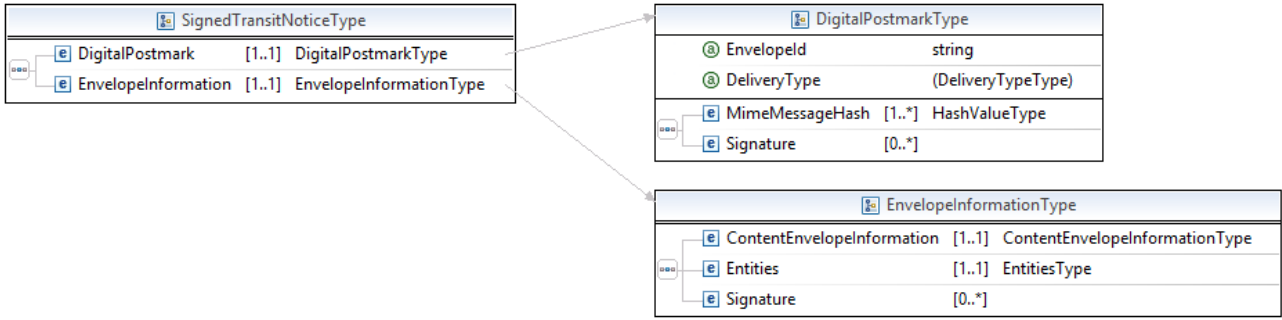 SignedTransitNoticeType
DigitalPostmark [1..1] DigitalPostmarkType
EnvelopeInformation [1..1] EnvelopeInformationType
DigitalPostmarkType
EnvelopeId string
DeliveryType (DeliveryTypeType)
MimeMessageHash [1..*] HashValueType
Signature [0..*]
EnvelopeInformationType
ContentEnvelopeInformation [1..1] ContentEnvelopeInformationType
Entities [1..1] EntitiesType
Signature [0..*]